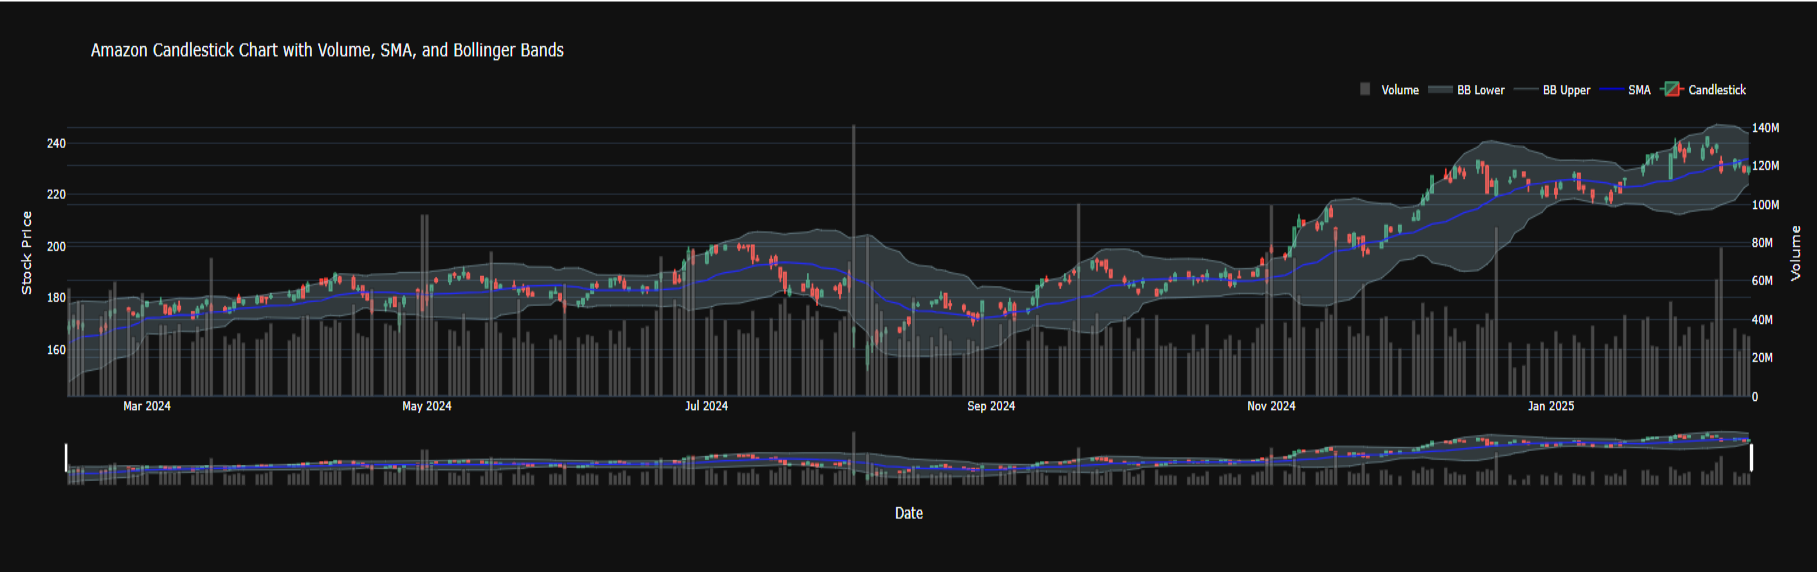 Amazon Candlestick Chart with Volume, SMA, and Bollinger Bands
Volume BB Lower BB Upper SMA Candlestick
Stock Price
240
220
200
180
160
140M
120M
100M
80M
60M
40M
20M
0
Volume
Mar 2024 May 2024 Jul 2024 Sep 2024 Nov 2024 Jan 2025
Date